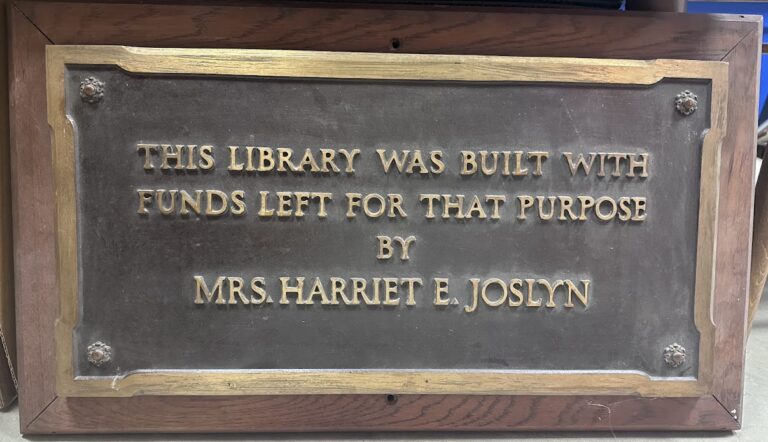 THIS LIBRARY WAS BUILT WITH
FUNDS LEFT FOR THAT PURPOSE
BY
MRS. HARRIET E. JOSLYN